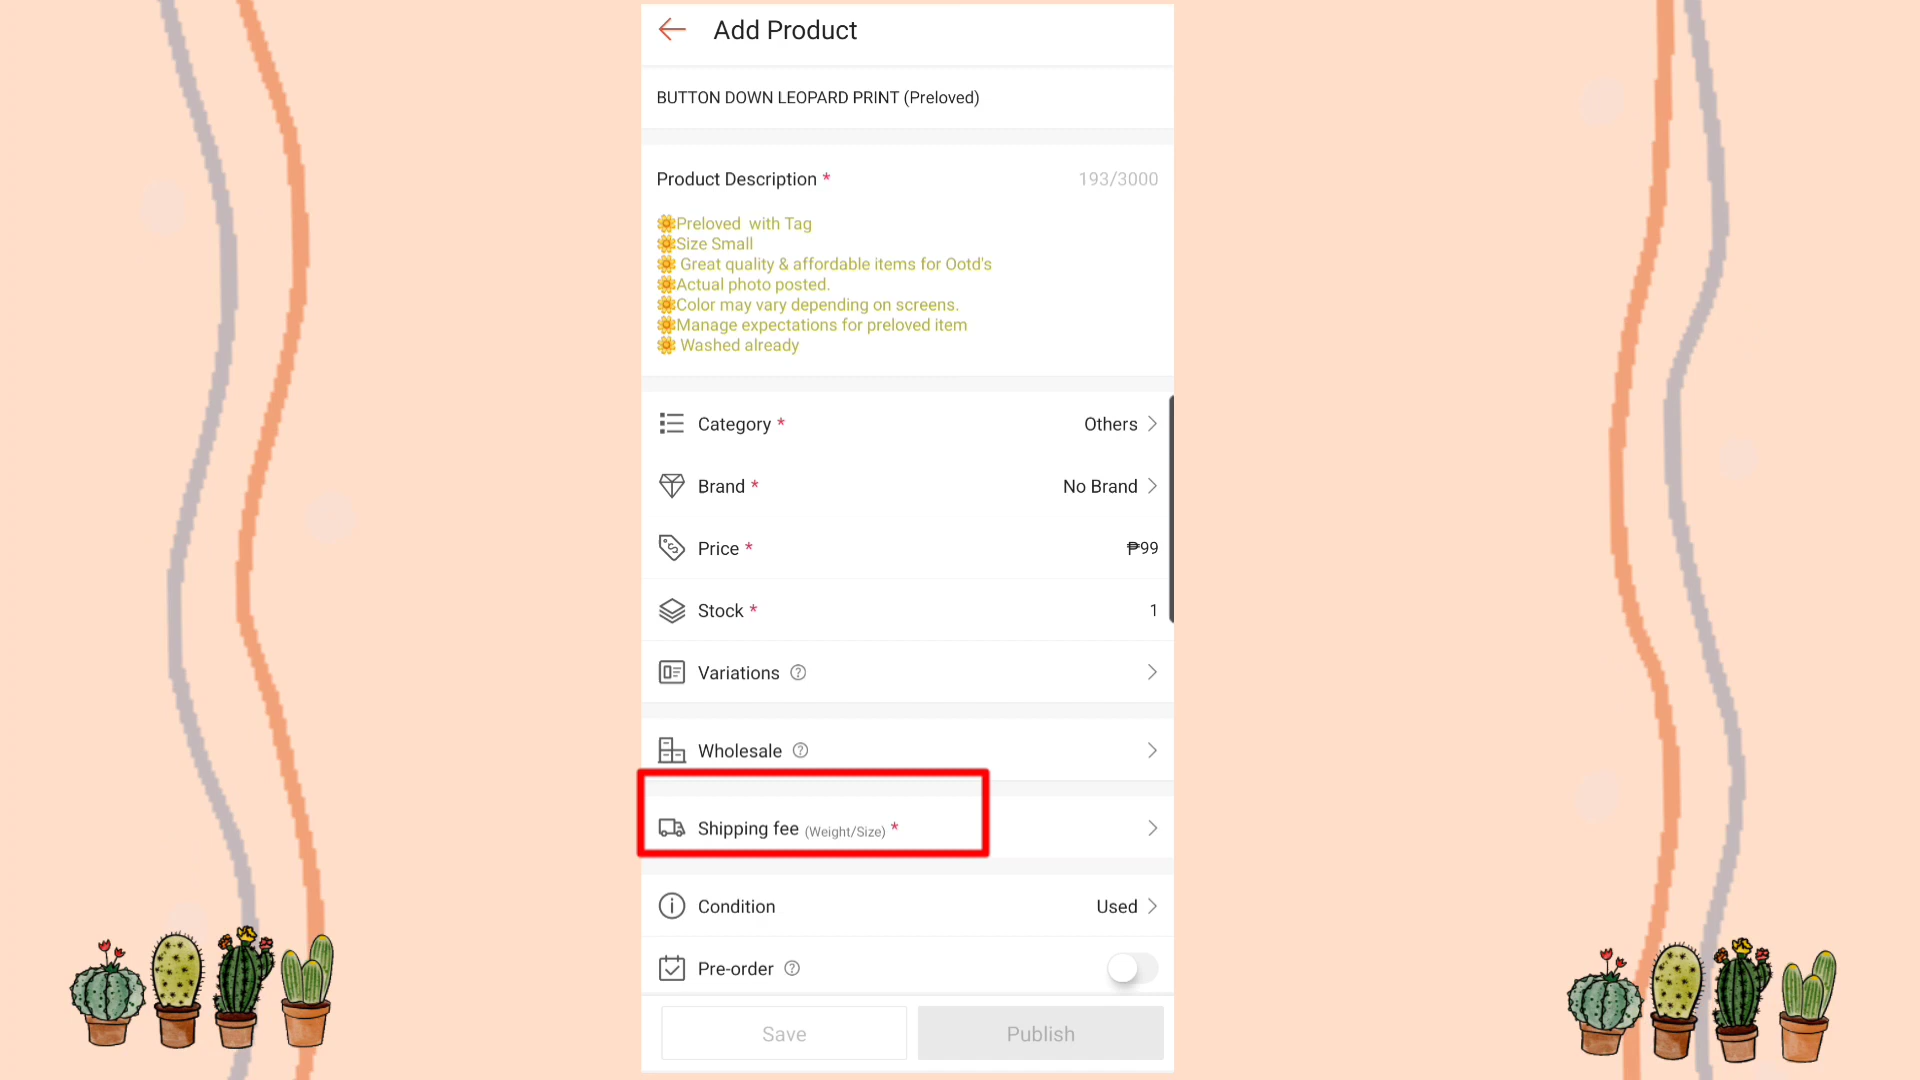 Add Product
BUTTON DOWN LEOPARD PRINT (Preloved)
Product Description * 193/3000
🌼Preloved with Tag
🌼Size Small
🌼 Great quality & affordable items for Ootd's
🌼Actual photo posted.
🌼Color may vary depending on screens.
🌼Manage expectations for preloved item
🌼 Washed already
Category * Others
Brand * No Brand
Price * ₱99
Stock * 1
Variations
Wholesale
Shipping fee (Weight/Size) *
Condition Used
Pre-order
Save Publish